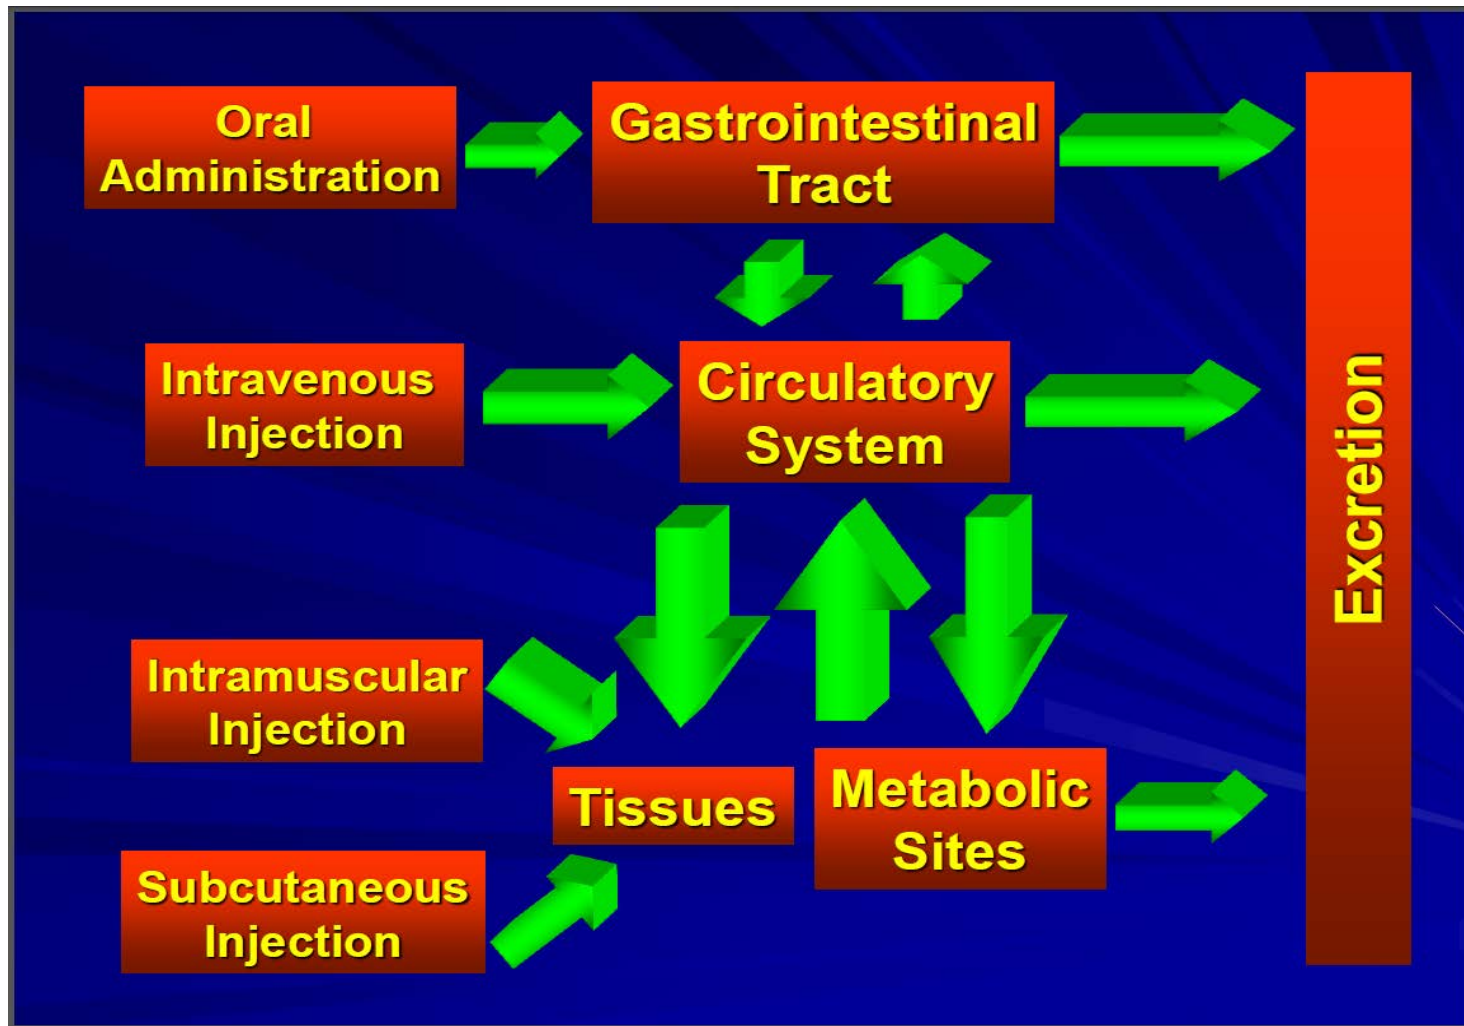 Oral
Administration
Gastrointestinal
Tract
Intravenous
Injection
Circulatory
System
Excretion
Intramuscular
Injection
Tissues
Metabolic
Sites
Subcutaneous
Injection